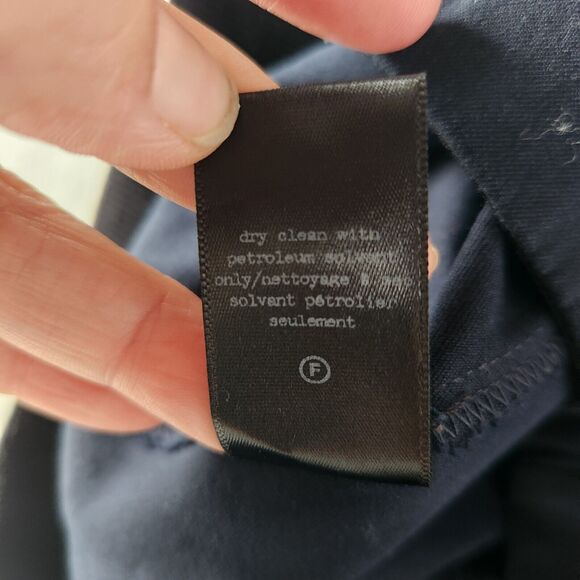 dry clean with
petroleum solvent
only/nettoyage à sec
solvant pétrolier
seulement
F